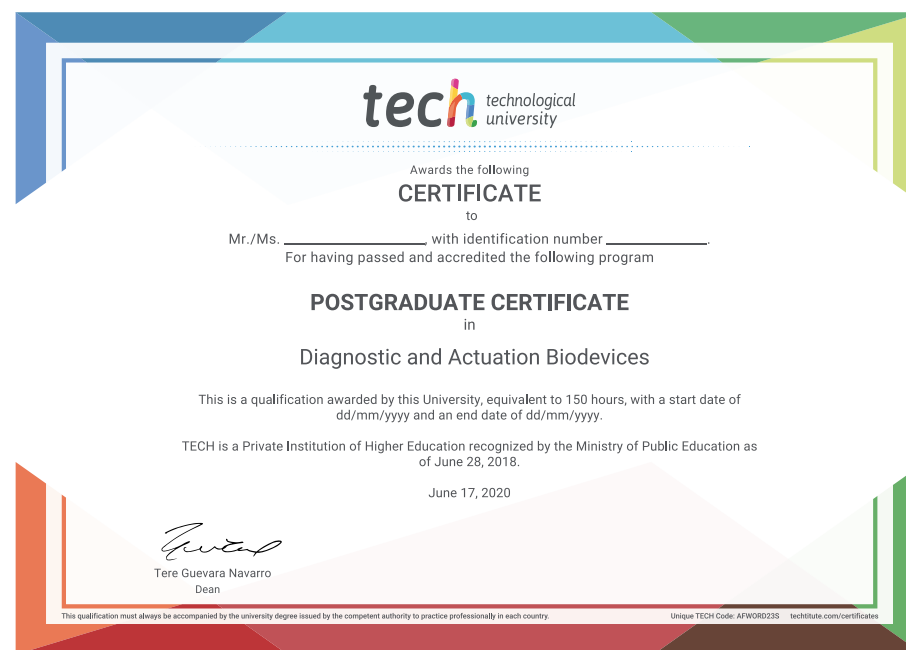 tech technological
university
Awards the following
CERTIFICATE
to
Mr./Ms. ________________, with identification number ____________.
For having passed and accredited the following program
POSTGRADUATE CERTIFICATE
in
Diagnostic and Actuation Biodevices
This is a qualification awarded by this University, equivalent to 150 hours, with a start date of
dd/mm/yyyy and an end date of dd/mm/yyyy.
TECH is a Private Institution of Higher Education recognized by the Ministry of Public Education as
of June 28, 2018.
June 17, 2020
Tere Guevara Navarro
Dean
This qualification must always be accompanied by the university degree issued by the competent authority to practice professionally in each country. Unique TECH Code: AFWORD23S techtitute.com/certificates